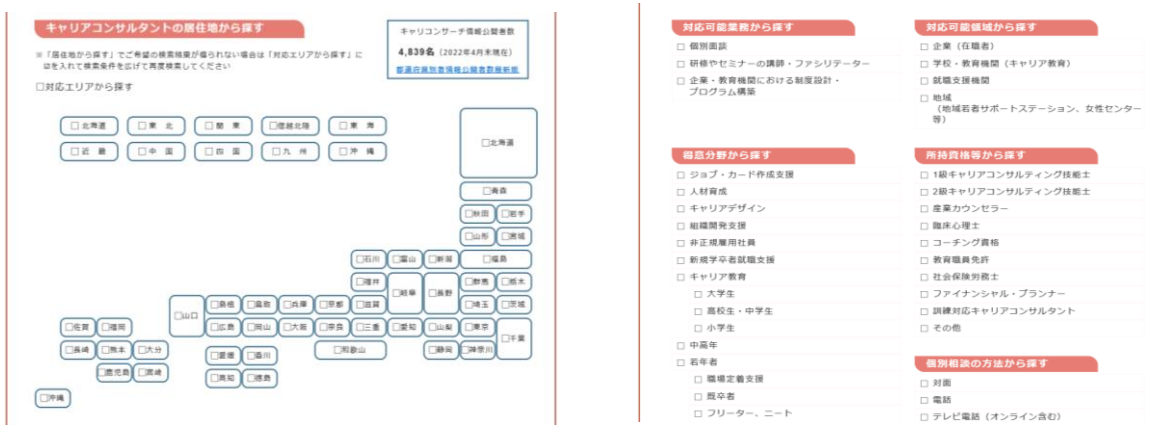 キャリアコンサルタントの居住地から探す
※「居住地から探す」でご希望の検索結果が得られない場合は「対応エリアから探す」に
☑を入れて検索条件を広げて再度検索してください
キャリコンサーチ情報公開者数
4,839名（2022年4月末現在）
都道府県別者情報公開者数最新版
□対応エリアから探す
□北海道 □東 北 □関 東 □信越北陸 □東 海
□近 畿 □中 国 □四 国 □九 州 □沖 縄
□北海道
□青森
□秋田 □岩手
□山形 □宮城
□石川 □富山 □新潟 □福島
□福井 □岐阜 □長野 □群馬 □栃木
□山口 □島根 □鳥取 □兵庫 □京都 □滋賀 □埼玉 □茨城
□佐賀 □福岡 □広島 □岡山 □大阪 □奈良 □三重 □愛知 □山梨 □東京 □千葉
□長崎 □熊本 □大分 □愛媛 □香川 □和歌山 □静岡 □神奈川
□鹿児島 □宮崎 □高知 □徳島
□沖縄
対応可能業務から探す
□ 個別面談
□ 研修やセミナーの講師・ファシリテーター
□ 企業・教育機関における制度設計・
プログラム構築
対応可能領域から探す
□ 企業（在職者）
□ 学校・教育機関（キャリア教育）
□ 就職支援機関
□ 地域
（地域若者サポートステーション、女性センター
等）
得意分野から探す
□ ジョブ・カード作成支援
□ 人材育成
□ キャリアデザイン
□ 組織開発支援
□ 非正規雇用社員
□ 新規学卒者就職支援
□ キャリア教育
□ 大学生
□ 高校生・中学生
□ 小学生
□ 中高年
□ 若年者
□ 職場定着支援
□ 既卒者
□ フリーター、ニート
所持資格等から探す
□ 1級キャリアコンサルティング技能士
□ 2級キャリアコンサルティング技能士
□ 産業カウンセラー
□ 臨床心理士
□ コーチング資格
□ 教育職員免許
□ 社会保険労務士
□ ファイナンシャル・プランナー
□ 訓練対応キャリアコンサルタント
□ その他
個別相談の方法から探す
□ 対面
□ 電話
□ テレビ電話（オンライン含む）